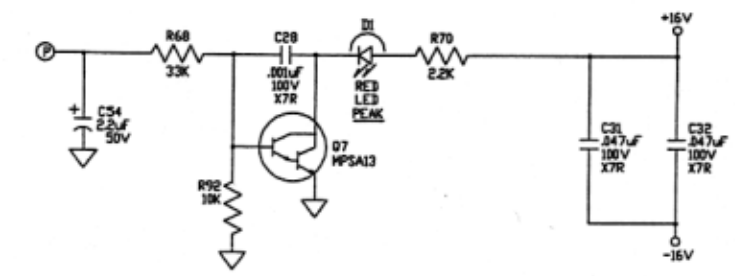 P
R68
33K
C28
.001uF
100V
X7R
D1
RED
LED
PEAK
R70
2.2K
+16V
+
C54
2.2uF
50V
Q7
MPSA13
R92
10K
C31
.047uF
100V
X7R
C32
.047uF
100V
X7R
-16V